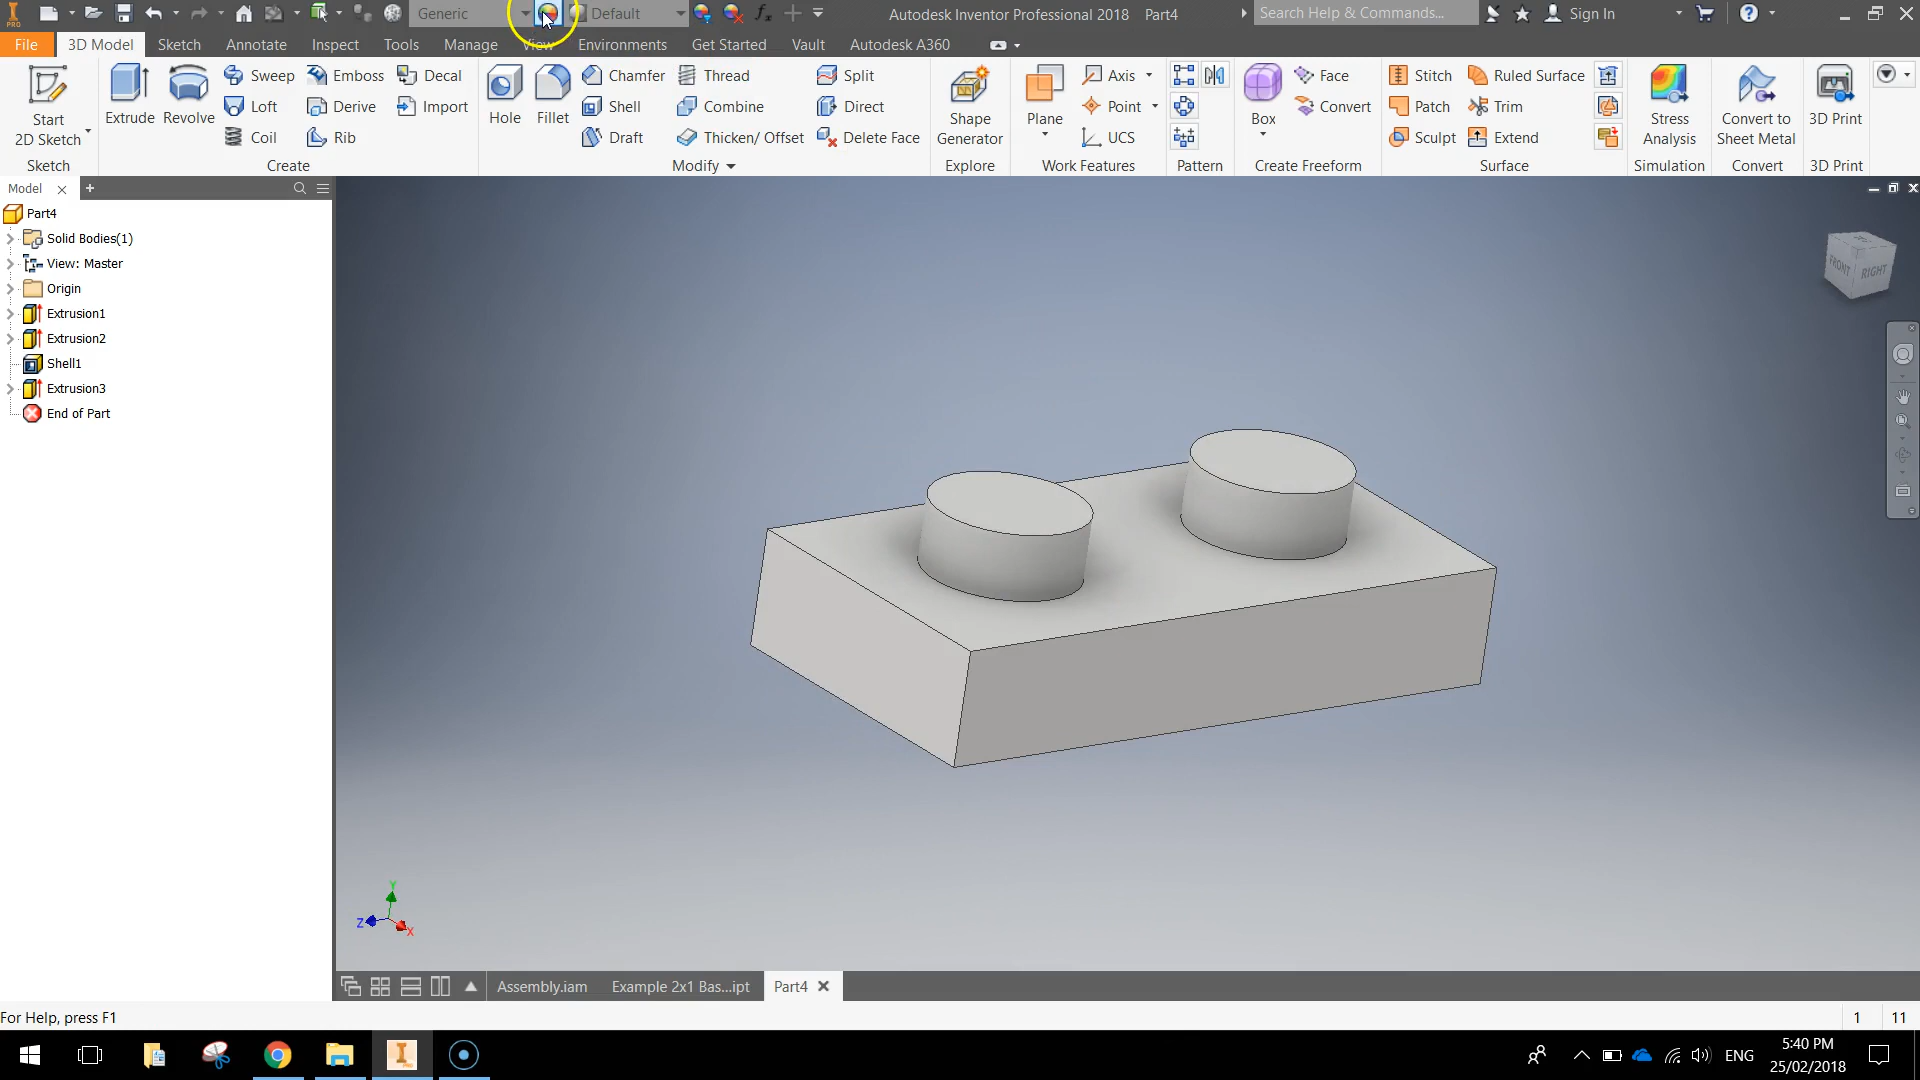 PRO
Generic
Default
Autodesk Inventor Professional 2018 Part4
Search Help & Commands...
Sign In
File
3D Model
Sketch
Annotate
Inspect
Tools
Manage
View
Environments
Get Started
Vault
Autodesk A360
Start
2D Sketch
Sketch
Extrude
Revolve
Sweep
Loft
Coil
Emboss
Derive
Rib
Decal
Import
Create
Hole
Fillet
Chamfer
Shell
Draft
Thread
Combine
Thicken/ Offset
Split
Direct
Delete Face
Modify
Shape
Generator
Explore
Plane
Axis
Point
UCS
Work Features
Pattern
Box
Face
Convert
Create Freeform
Stitch
Patch
Sculpt
Ruled Surface
Trim
Extend
Surface
Stress
Analysis
Simulation
Convert to
Sheet Metal
Convert
3D Print
3D Print
Model
Part4
Solid Bodies(1)
View: Master
Origin
Extrusion1
Extrusion2
Shell1
Extrusion3
End of Part
FRONT
RIGHT
Y
Z
X
Assembly.iam
Example 2x1 Bas...ipt
Part4
For Help, press F1
1
11
ENG
5:40 PM
25/02/2018